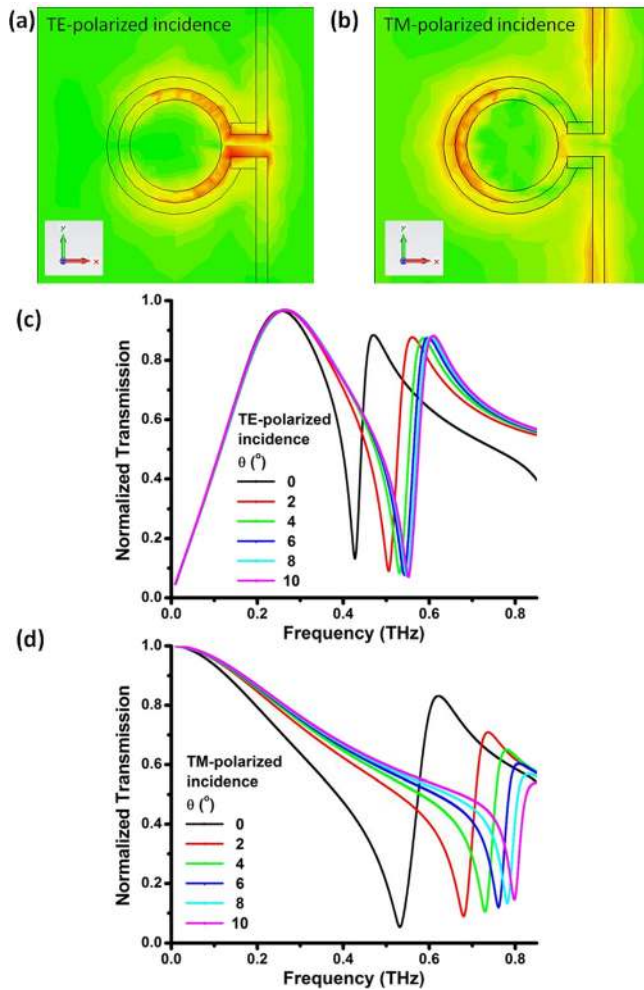 (a) TE-polarized incidence
(b) TM-polarized incidence
y
x
y
x
(c)
Normalized Transmission
1.0
0.8
0.6
0.4
0.2
0.0
TE-polarized
incidence
θ (°)
0
2
4
6
8
10
0.0 0.2 0.4 0.6 0.8
Frequency (THz)
(d)
Normalized Transmission
1.0
0.8
0.6
0.4
0.2
0.0
TM-polarized
incidence
θ (°)
0
2
4
6
8
10
0.0 0.2 0.4 0.6 0.8
Frequency (THz)